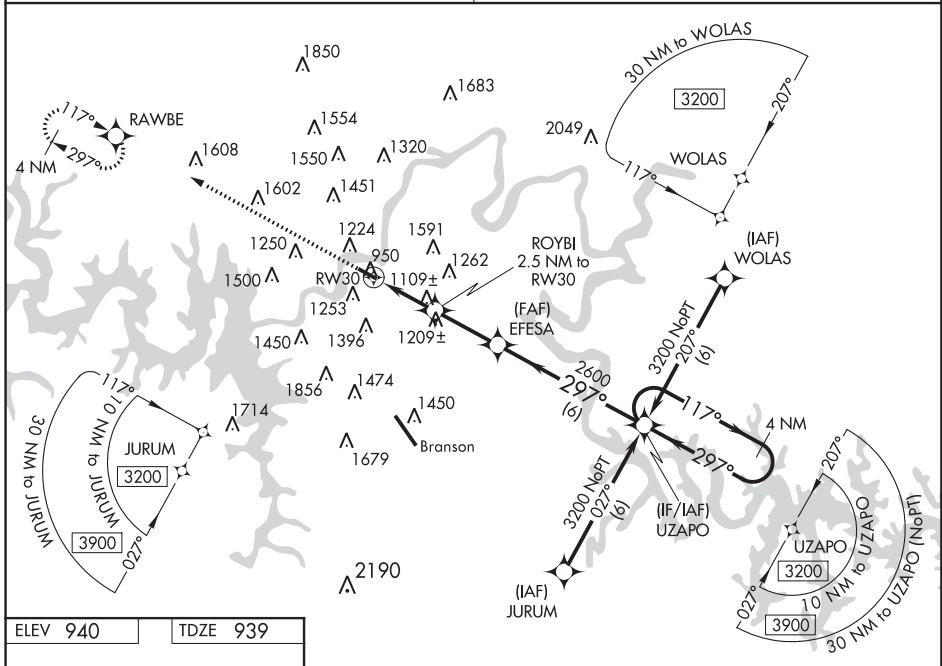 1850
1683
30 NM to WOLAS
3200
207°
117°
RAWBE
297°
4 NM
1554
1608
1550
1320
2049
WOLAS
117°
1602
1451
1224
1591
ROYBI
2.5 NM to
RW30
(IAF)
WOLAS
1250
950
1262
RW30
1109±
1500
1253
(FAF)
EFESA
1209±
3200 NoPT
207°
(6)
1450
1396
2600
297°
(6)
1856
1474
117°
4 NM
117°
1714
1450
Branson
297°
207°
30 NM to JURUM
10 NM to JURUM
JURUM
3200
1679
3900
027°
3200 NoPT
027°
(6)
(IF/IAF)
UZAPO
UZAPO
3200
027°
10 NM to UZAPO
3900
30 NM to UZAPO (NoPT)
2190
(IAF)
JURUM
ELEV 940
TDZE 939